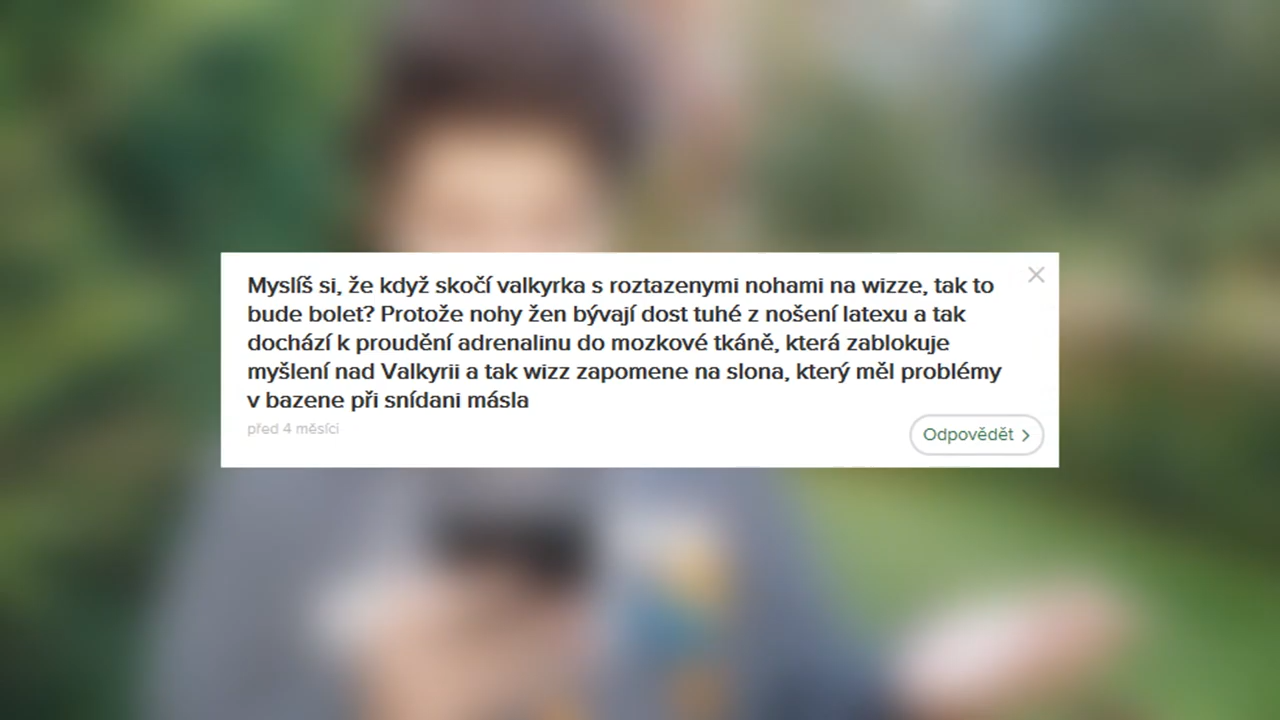 Myslíš si, že když skočí valkyrka s roztazenymi nohami na wizze, tak to
bude bolet? Protože nohy žen bývají dost tuhé z nošení latexu a tak
dochází k proudění adrenalinu do mozkové tkáně, která zablokuje
myšlení nad Valkyrii a tak wizz zapomene na slona, který měl problémy
v bazene při snídani másla
před 4 měsíci
Odpovědět